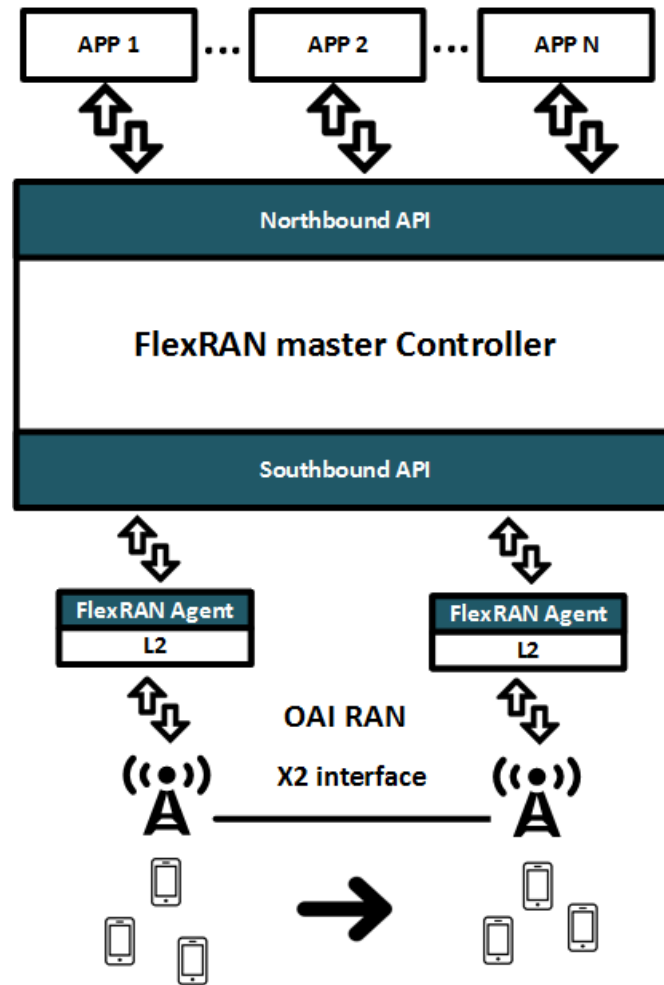 APP 1 ... APP 2 ... APP N
Northbound API
FlexRAN master Controller
Southbound API
FlexRAN Agent
L2
FlexRAN Agent
L2
OAI RAN
X2 interface